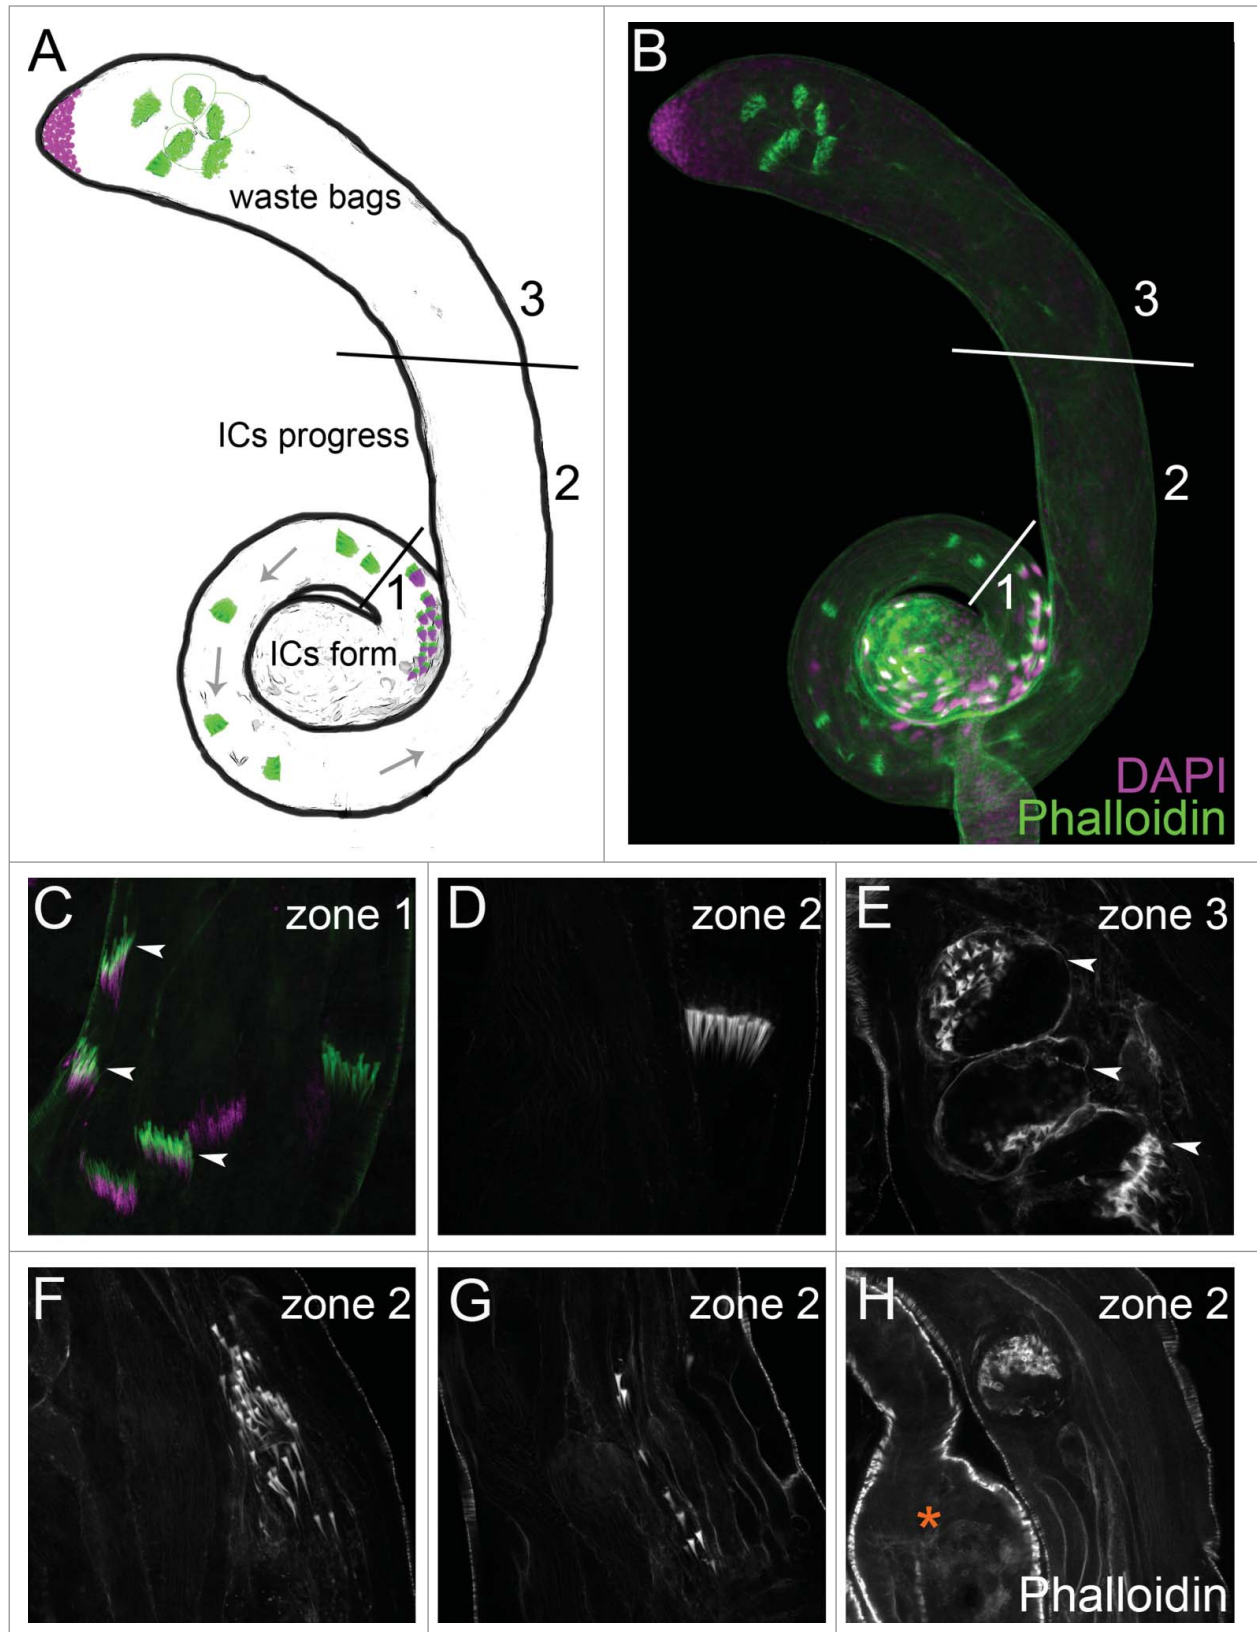 A
waste bags
3
ICs progress
2
1
ICs form
B
3
2
1
DAPI
Phalloidin
C
zone 1
D
zone 2
E
zone 3
F
zone 2
G
zone 2
H
zone 2
*
Phalloidin